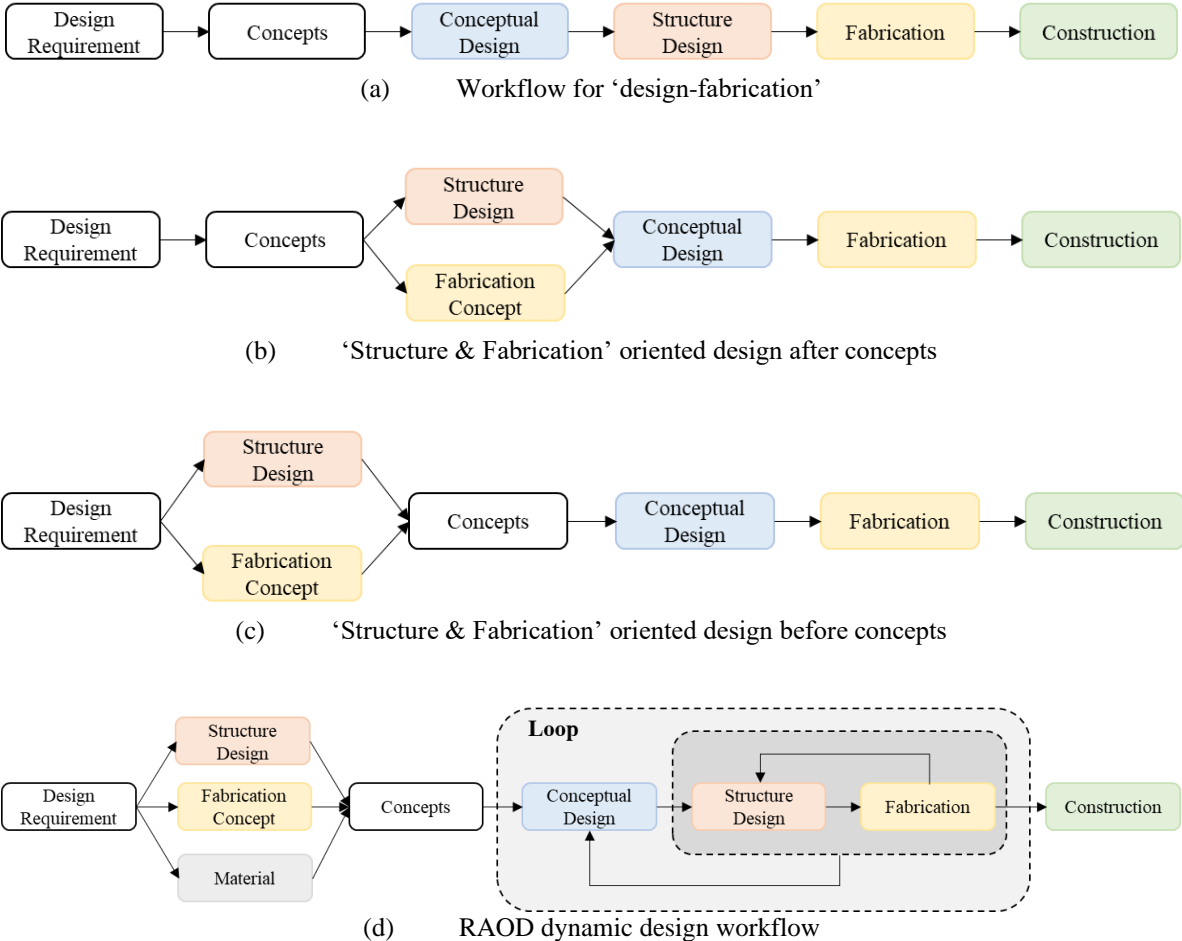 Design
Requirement
Concepts
Conceptual
Design
Structure
Design
Fabrication
Construction
(a) Workflow for ‘design-fabrication’
Design
Requirement
Concepts
Structure
Design
Fabrication
Concept
Conceptual
Design
Fabrication
Construction
(b) ‘Structure & Fabrication’ oriented design after concepts
Design
Requirement
Structure
Design
Fabrication
Concept
Concepts
Conceptual
Design
Fabrication
Construction
(c) ‘Structure & Fabrication’ oriented design before concepts
Design
Requirement
Structure
Design
Fabrication
Concept
Material
Concepts
Loop
Conceptual
Design
Structure
Design
Fabrication
Construction
(d) RAOD dynamic design workflow